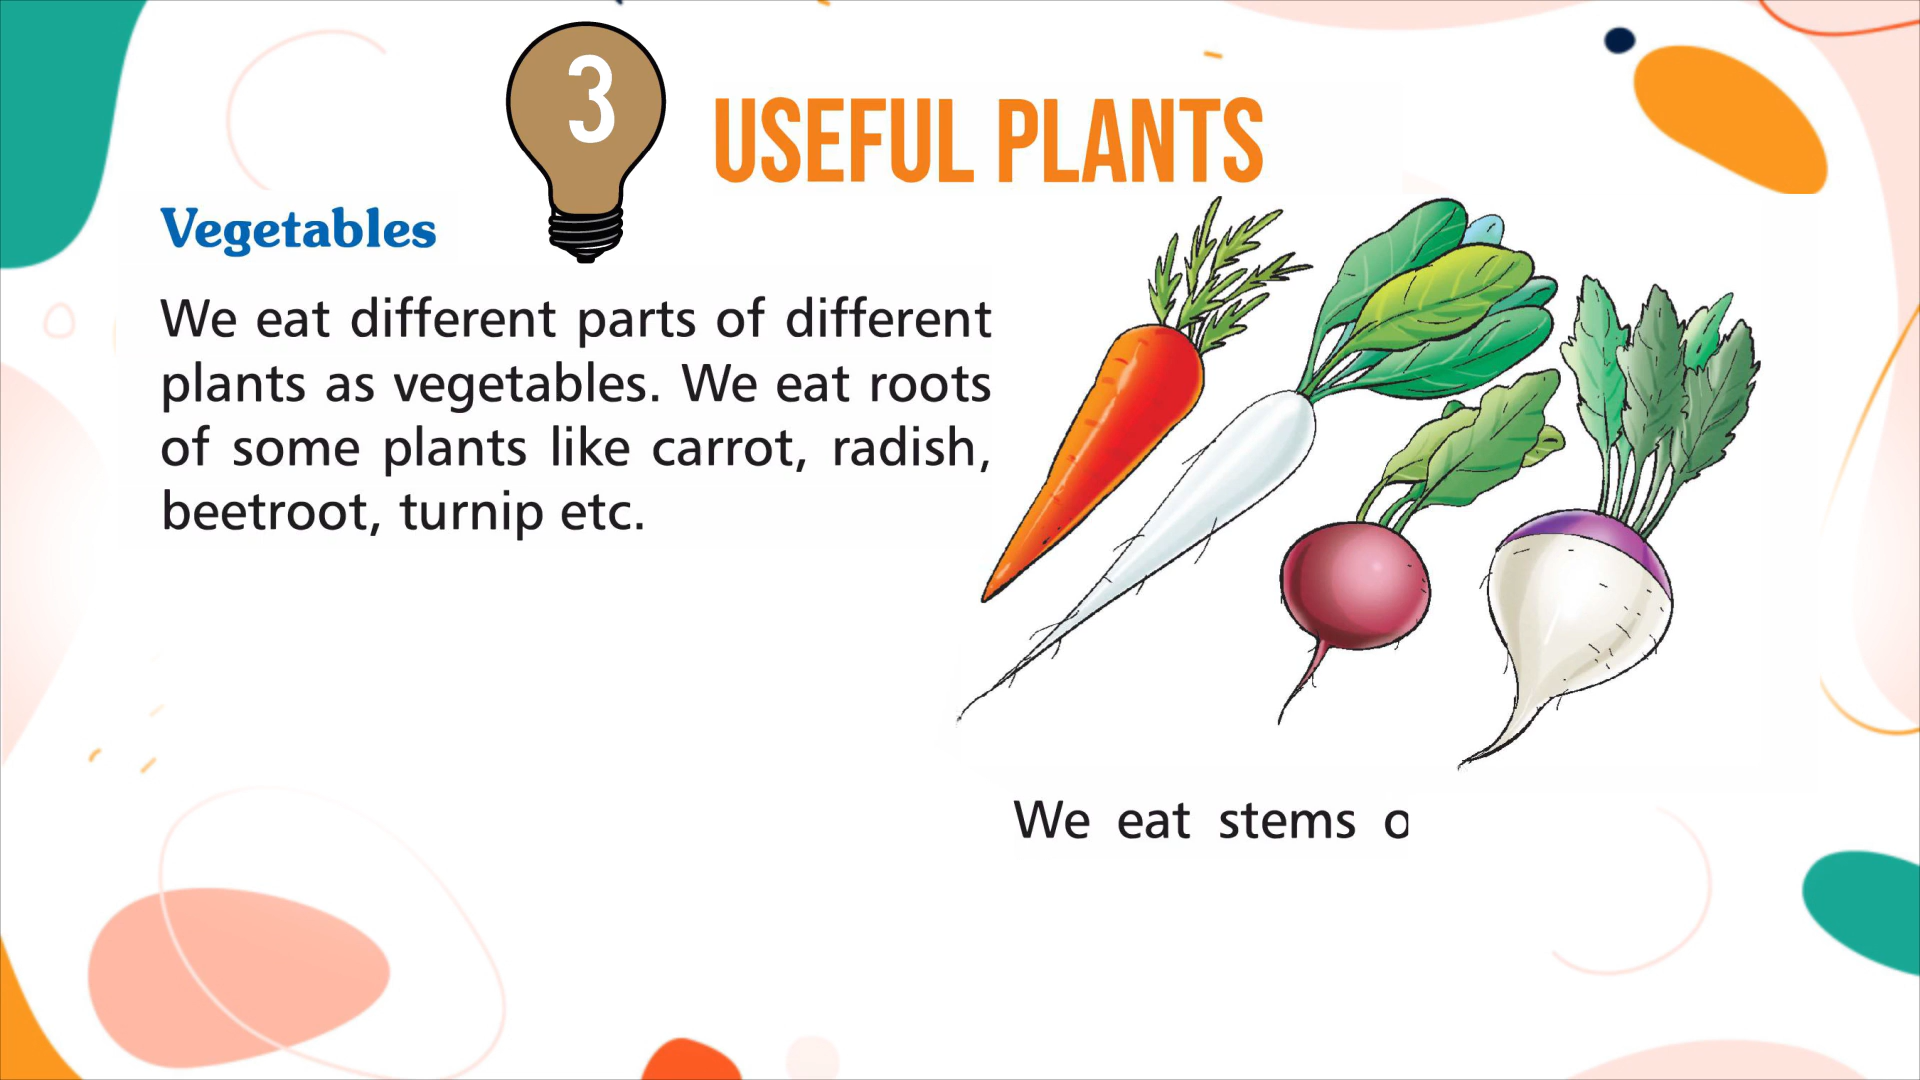 3
USEFUL PLANTS
Vegetables
We eat different parts of different
plants as vegetables. We eat roots
of some plants like carrot, radish,
beetroot, turnip etc.
We eat stems